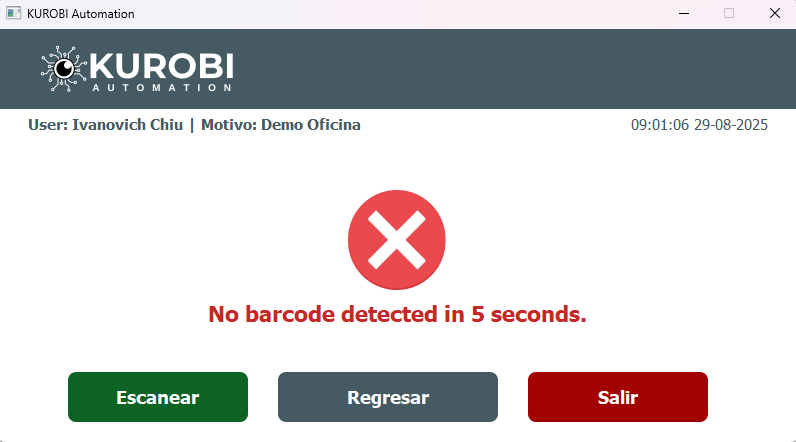 KUROBI Automation
KUROBI
AUTOMATION
User: Ivanovich Chiu | Motivo: Demo Oficina
09:01:06 29-08-2025
No barcode detected in 5 seconds.
Escanear
Regresar
Salir